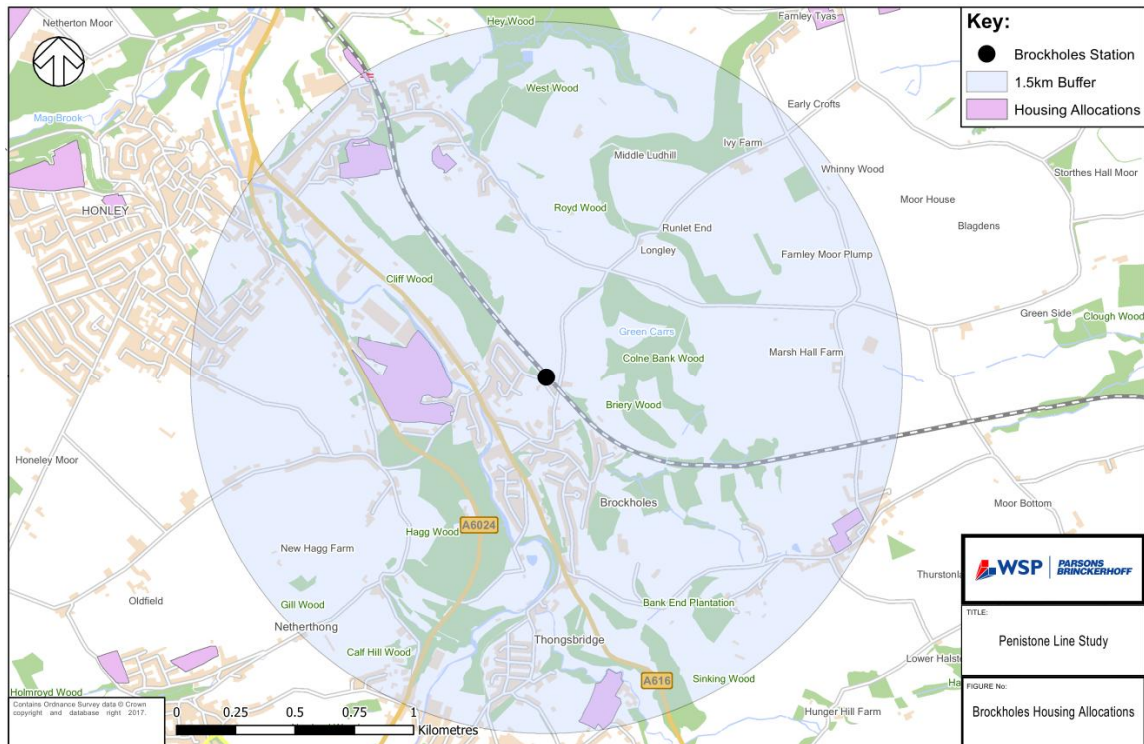 Netherton Moor
Hey Wood
Farnley Tyas
Key:
Brockholes Station
1.5km Buffer
Housing Allocations
West Wood
Mag Brook
Early Crofts
Ivy Farm
Middle Ludhill
Whinny Wood
Storthes Hall Moor
Moor House
HONLEY
Royd Wood
Runlet End
Blagdens
Longley
Farnley Moor Plump
Cliff Wood
Green Side
Clough Wood
Green Carrs
Marsh Hall Farm
Colne Bank Wood
Briery Wood
Honeley Moor
Brockholes
Moor Bottom
A6024
Hagg Wood
New Hagg Farm
WSP
PARSONS
BRINCKERHOFF
Oldfield
Gill Wood
Bank End Plantation
Netherthong
Thongsbridge
TITLE:
Penistone Line Study
Calf Hill Wood
Sinking Wood
A616
Holmroyd Wood
FIGURE No:
Brockholes Housing Allocations
Hunger Hill Farm
Contains Ordnance Survey data © Crown
copyright and database right 2017.
0 0.25 0.5 0.75 1
Kilometres